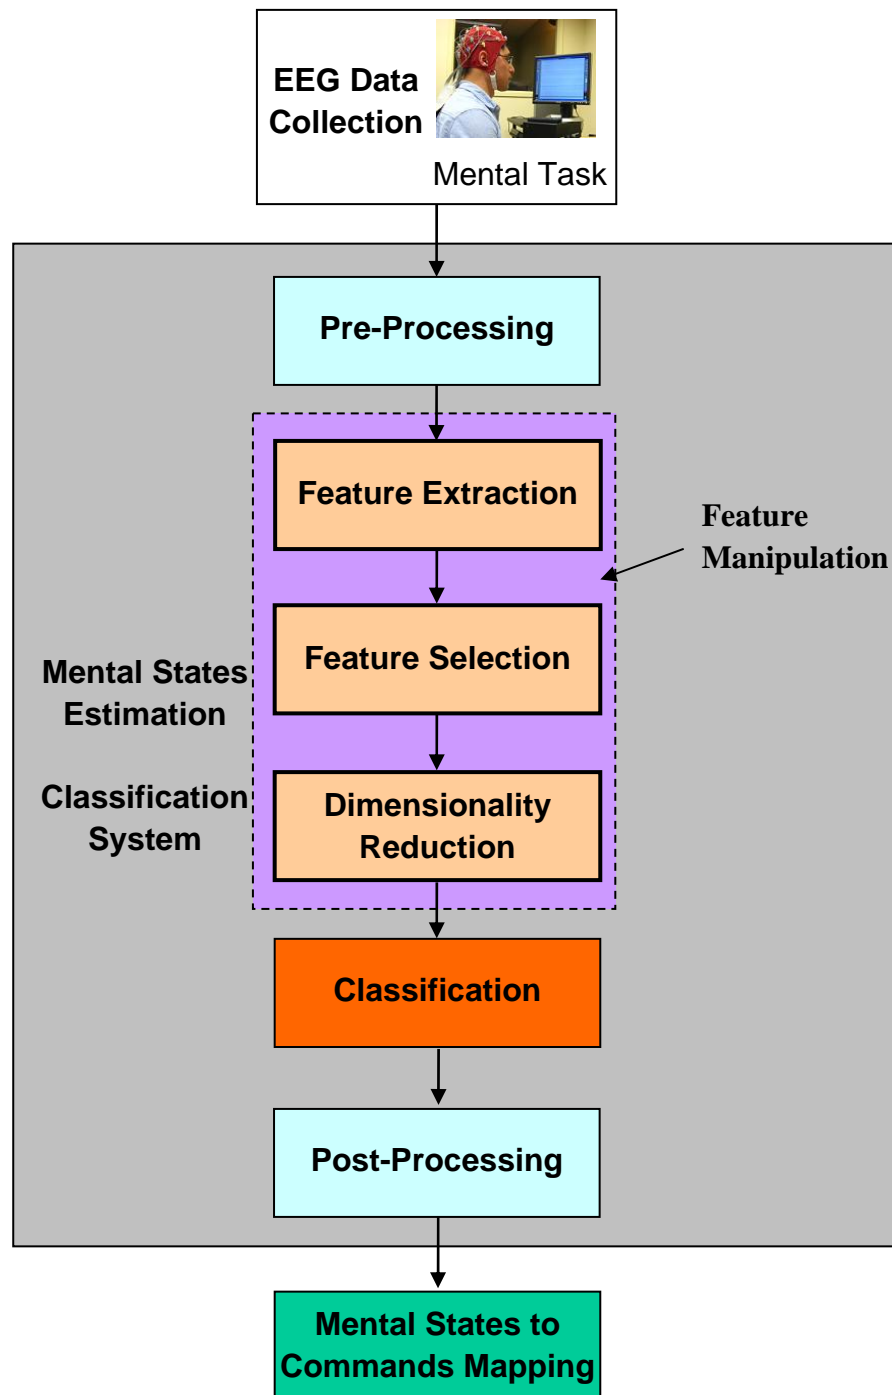 EEG Data
Collection
Mental Task
Pre-Processing
Feature Extraction
Feature
Manipulation
Feature Selection
Mental States
Estimation
Classification
System
Dimensionality
Reduction
Classification
Post-Processing
Mental States to
Commands Mapping